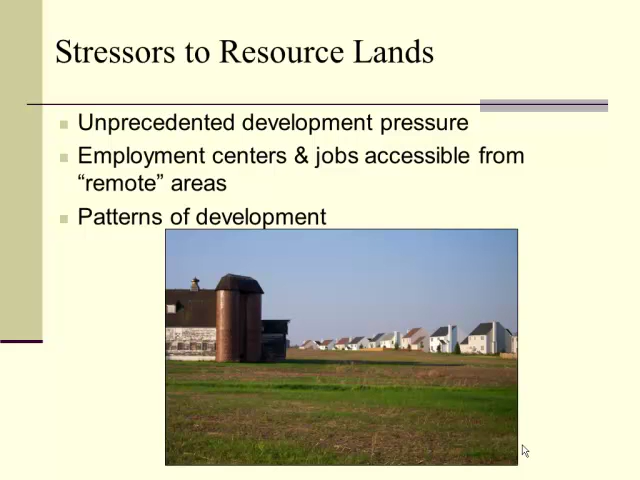 Stressors to Resource Lands
Unprecedented development pressure
Employment centers & jobs accessible from
“remote” areas
Patterns of development